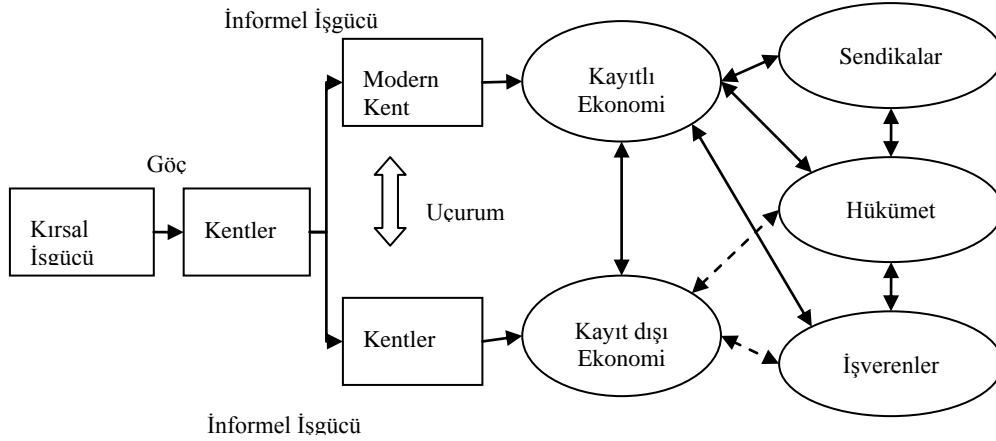 İnformel İşgücü
Modern
Kent
Kayıtlı
Ekonomi
Sendikalar
Göç
Kırsal
İşgücü
Kentler
Uçurum
Hükümet
Kentler
Kayıt dışı
Ekonomi
İşverenler
İnformel İşgücü